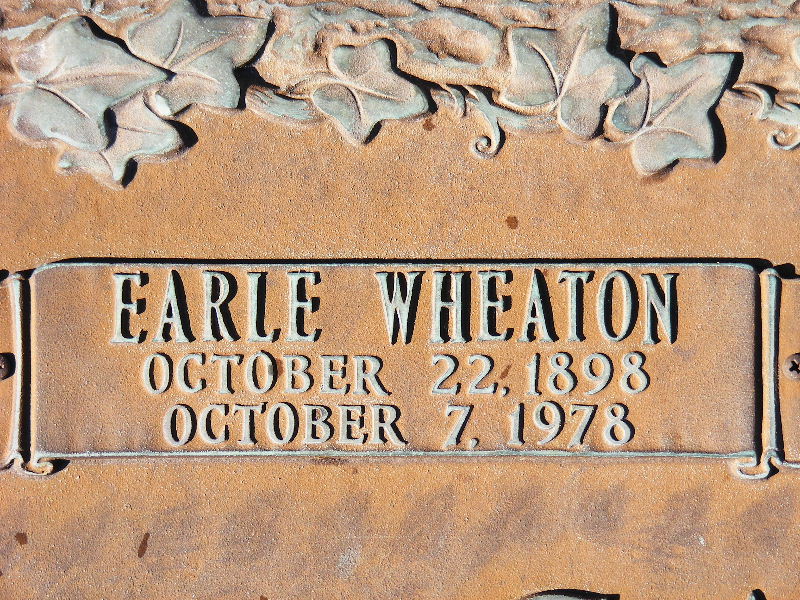 EARLE WHEATON
OCTOBER 22, 1898
OCTOBER 7, 1978